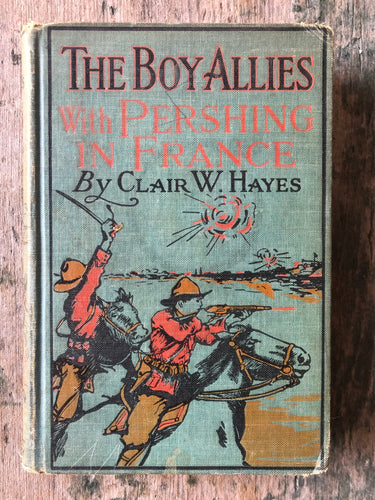 THE BOY ALLIES
With PERSHING
IN FRANCE
By CLAIR W. HAYES